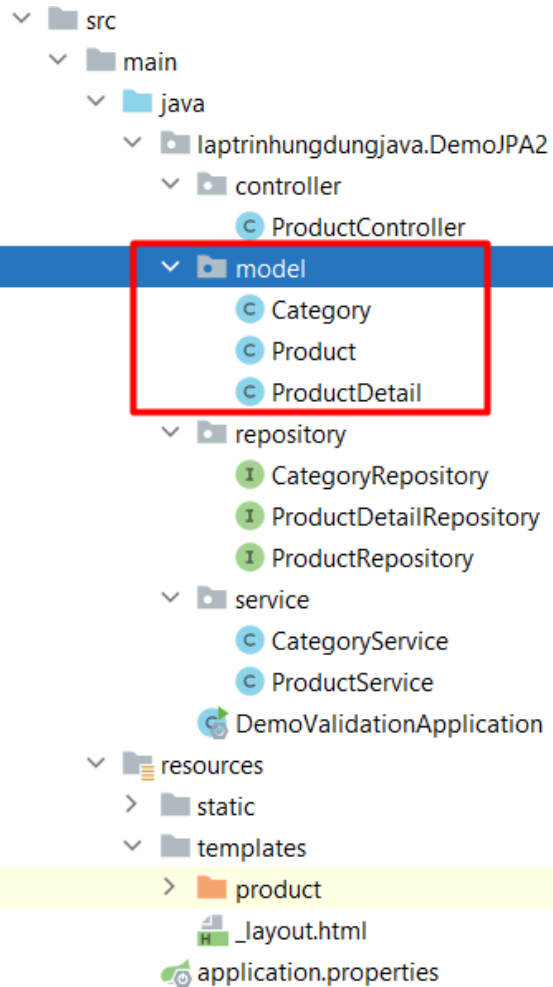 src
main
java
laptrinhungdungjava.DemoJPA2
controller
C ProductController
model
C Category
C Product
C ProductDetail
repository
I CategoryRepository
I ProductDetailRepository
I ProductRepository
service
C CategoryService
C ProductService
DemoValidationApplication
resources
static
templates
product
H _layout.html
application.properties